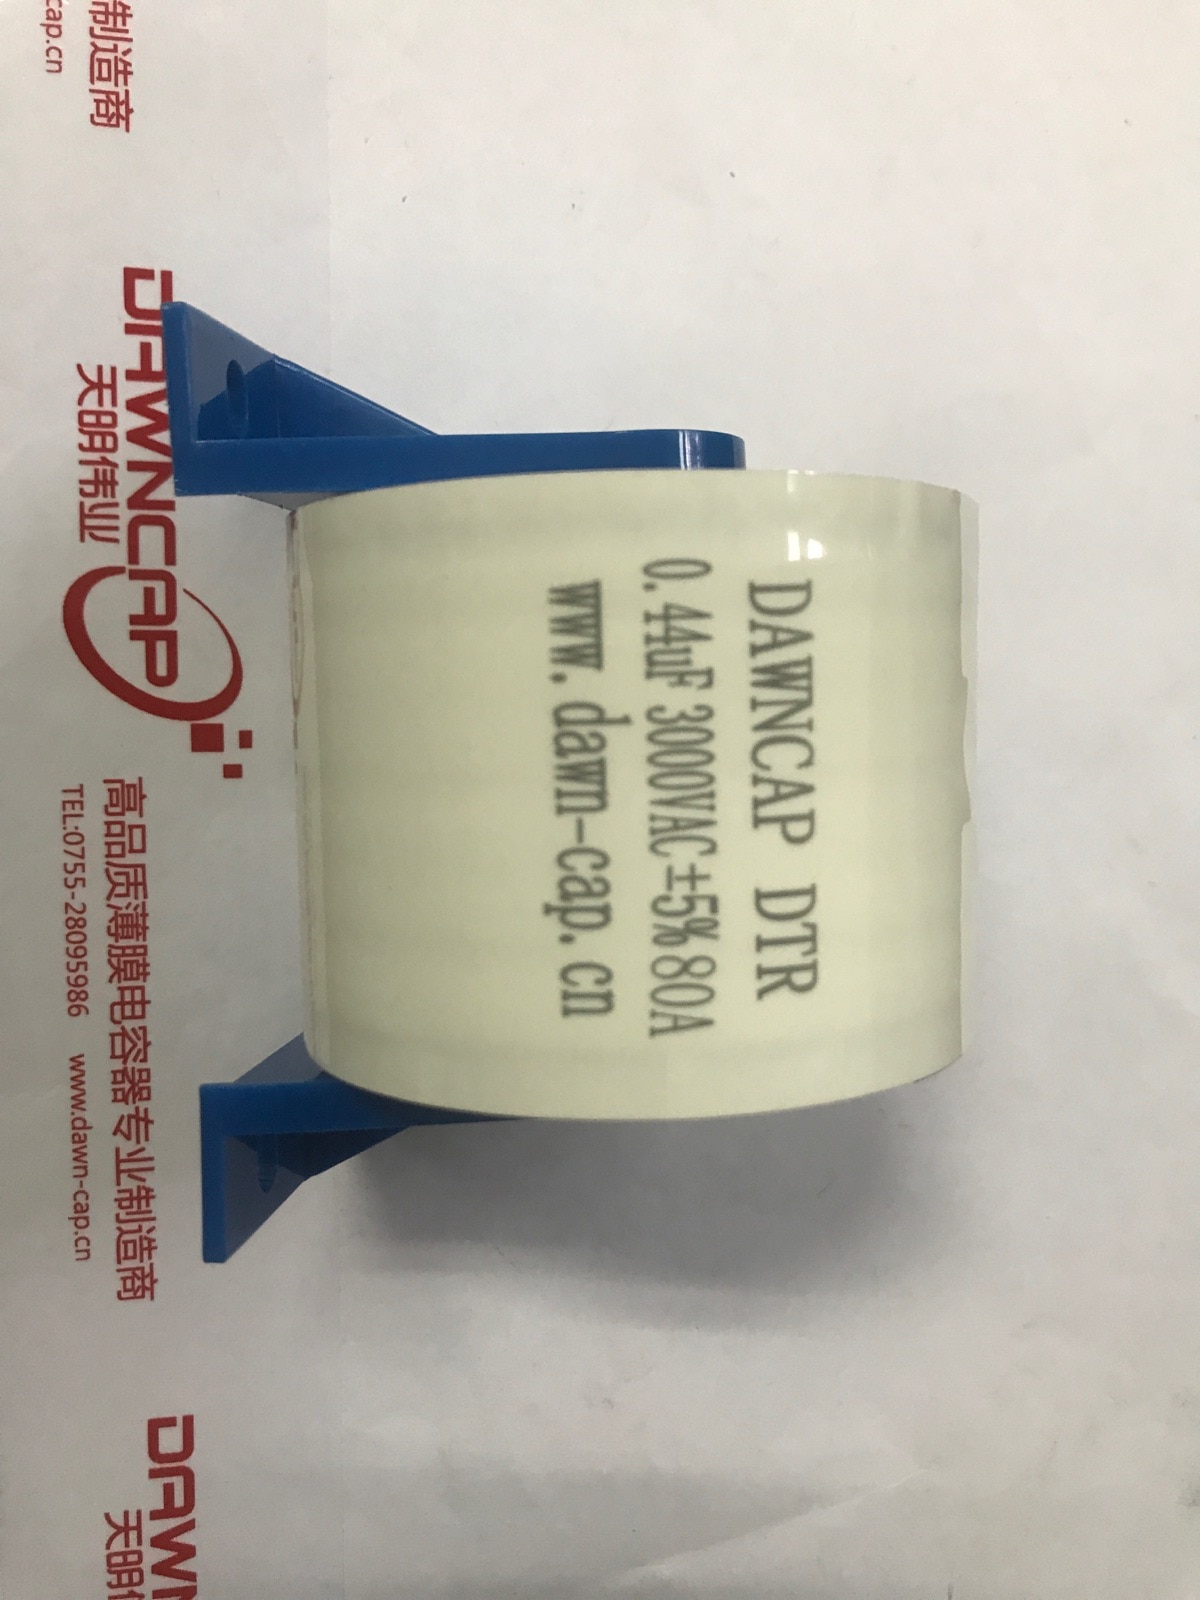 DAWNCAP DTR
0.44uF 3000VAC±5% 80A
www.dawn-cap.cn
制造商
cap.cn
DAWNCAP
天明伟业
高品质薄膜电容器专业制造商
TEL:0755-28095986 www.dawn-cap.cn
DAWN
天明